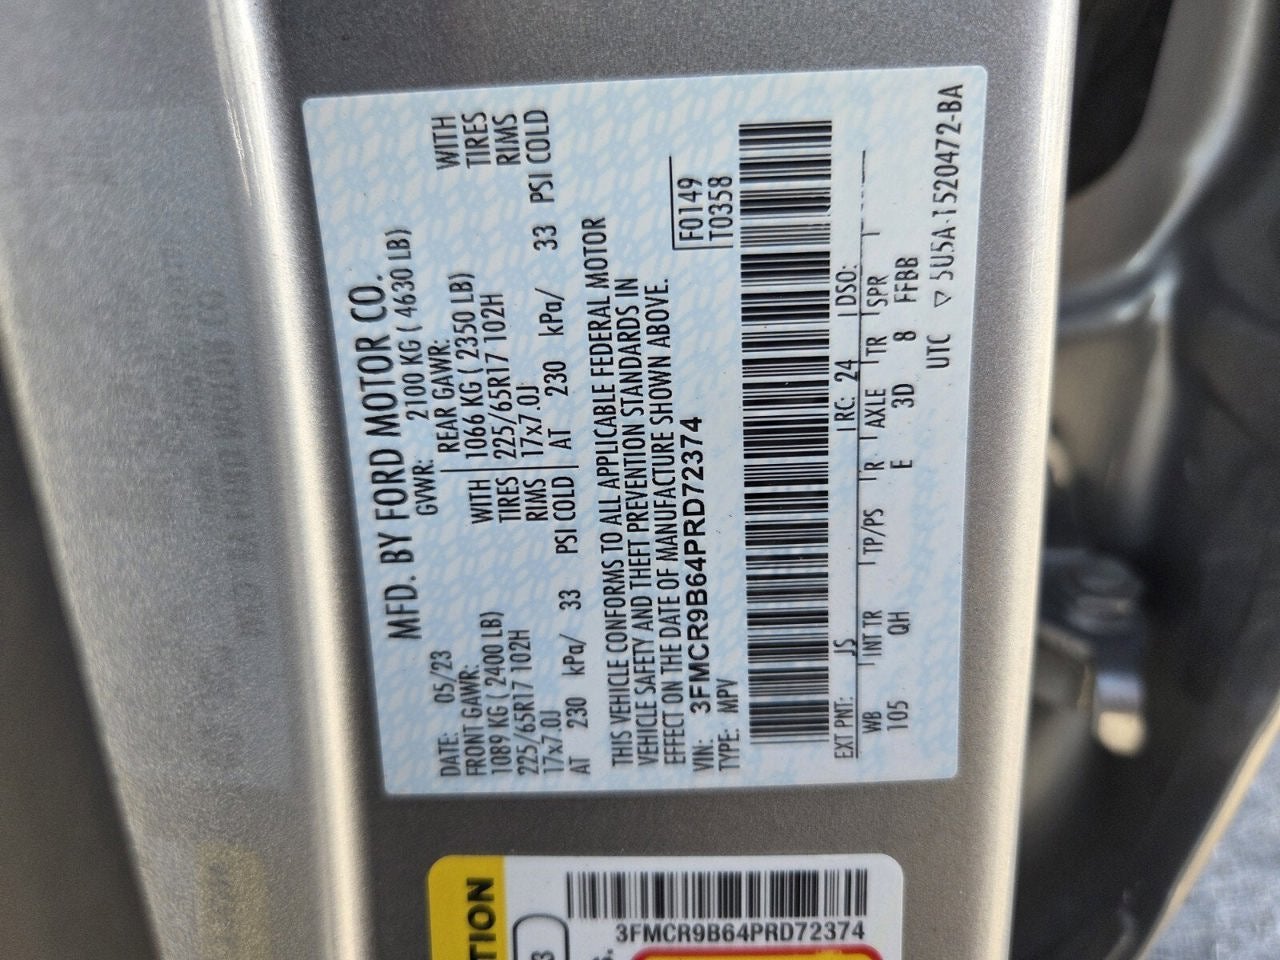 MFD. BY FORD MOTOR CO.
DATE: 05/23 GVWR: 2100 KG ( 4630 LB)
FRONT GAWR: REAR GAWR:
1089 KG ( 2400 LB) WITH 1066 KG ( 2350 LB) WITH
225/65R17 102H TIRES 225/65R17 102H TIRES
17x7.0J RIMS 17x7.0J RIMS
AT 230 kPa/ 33 PSI COLD AT 230 kPa/ 33 PSI COLD
THIS VEHICLE CONFORMS TO ALL APPLICABLE FEDERAL MOTOR
VEHICLE SAFETY AND THEFT PREVENTION STANDARDS IN
EFFECT ON THE DATE OF MANUFACTURE SHOWN ABOVE.
VIN: 3FMCR9B64PRD72374 F0149
TYPE: MPV T0358
EXT PNT: JS RC: 24 DSO:
WB INT TR TP/PS R AXLE TR SPR
105 QH E 3D 8 FFBB
UTC ▽ 5U5A-1520472-BA
TION
3FMCR9B64PRD72374